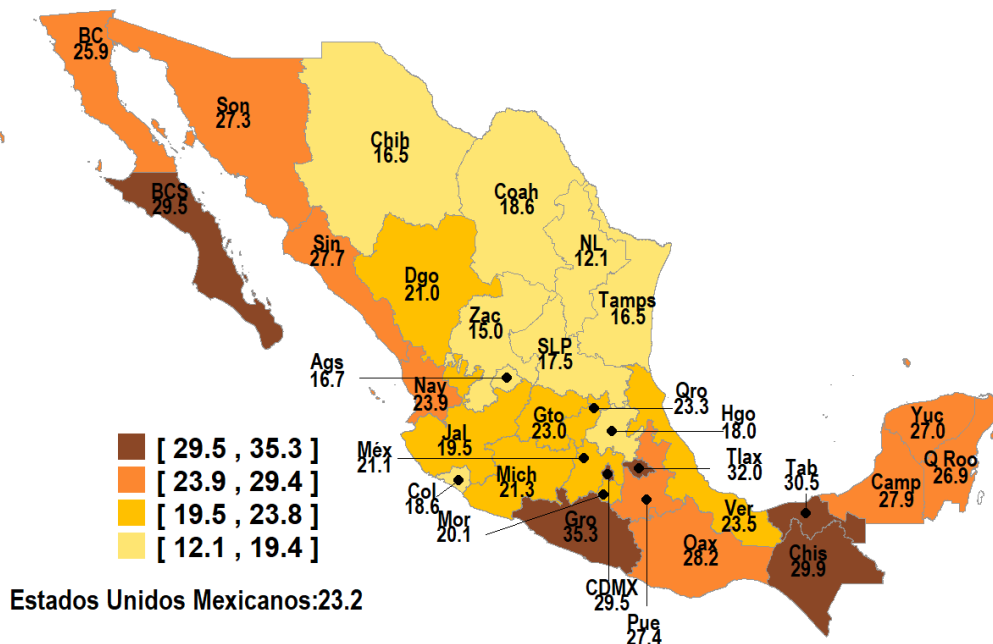 BC
25.9
Son
27.3
Chih
16.5
Coah
18.6
BCS
29.5
NL
12.1
Sin
27.7
Dgo
21.0
Tamps
16.5
Zac
15.0
SLP
17.5
Ags
16.7
Nay
23.9
Qro
23.3
Gto
23.0
Hgo
18.0
Yuc
27.0
Jal
19.5
Méx
21.1
Tlax
32.0
Q Roo
26.9
Tab
30.5
Mich
21.3
Camp
27.9
Col
18.6
Mor
20.1
Gro
35.3
Ver
23.5
Oax
28.2
Chis
29.9
CDMX
29.5
Pue
27.4
[ 29.5 , 35.3 ]
[ 23.9 , 29.4 ]
[ 19.5 , 23.8 ]
[ 12.1 , 19.4 ]
Estados Unidos Mexicanos:23.2